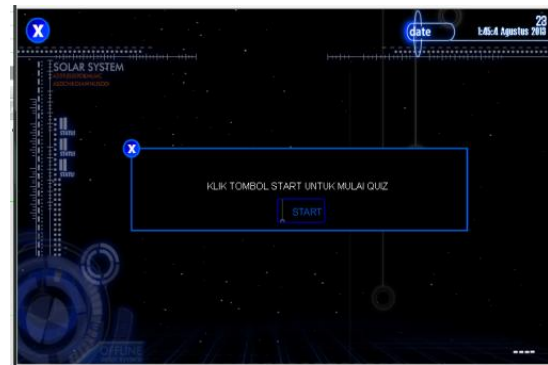 X
date
23
1:45:4 Agustus 2013
SOLAR SYSTEM
X
KLIK TOMBOL START UNTUK MULAI QUIZ
START
OFFLINE